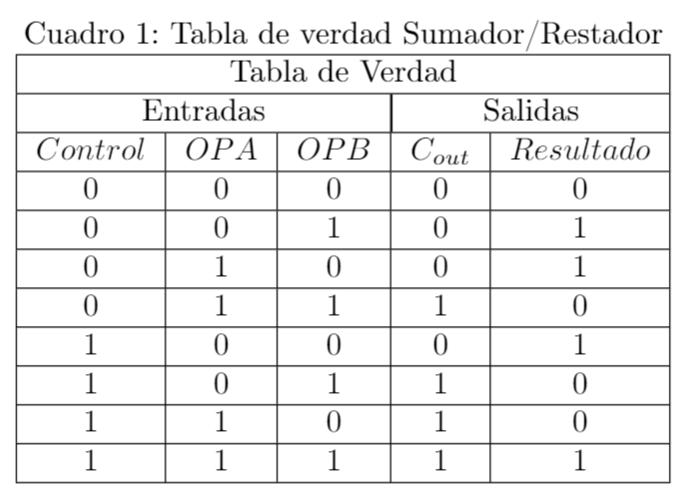 Cuadro 1: Tabla de verdad Sumador/Restador
Tabla de Verdad
Entradas Salidas
Control OPA OPB C_out Resultado
0 0 0 0 0
0 0 1 0 1
0 1 0 0 1
0 1 1 1 0
1 0 0 0 1
1 0 1 1 0
1 1 0 1 0
1 1 1 1 1